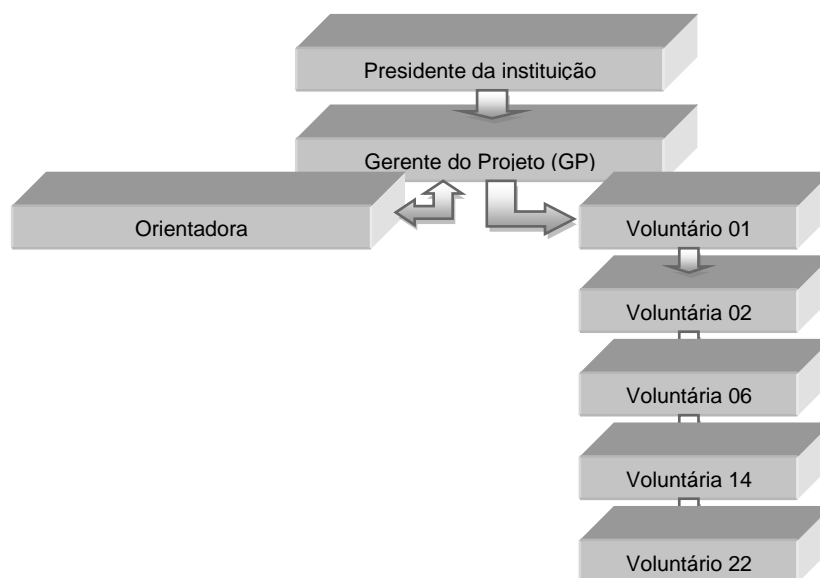 Presidente da instituição
Gerente do Projeto (GP)
Orientadora
Voluntário 01
Voluntária 02
Voluntária 06
Voluntária 14
Voluntário 22